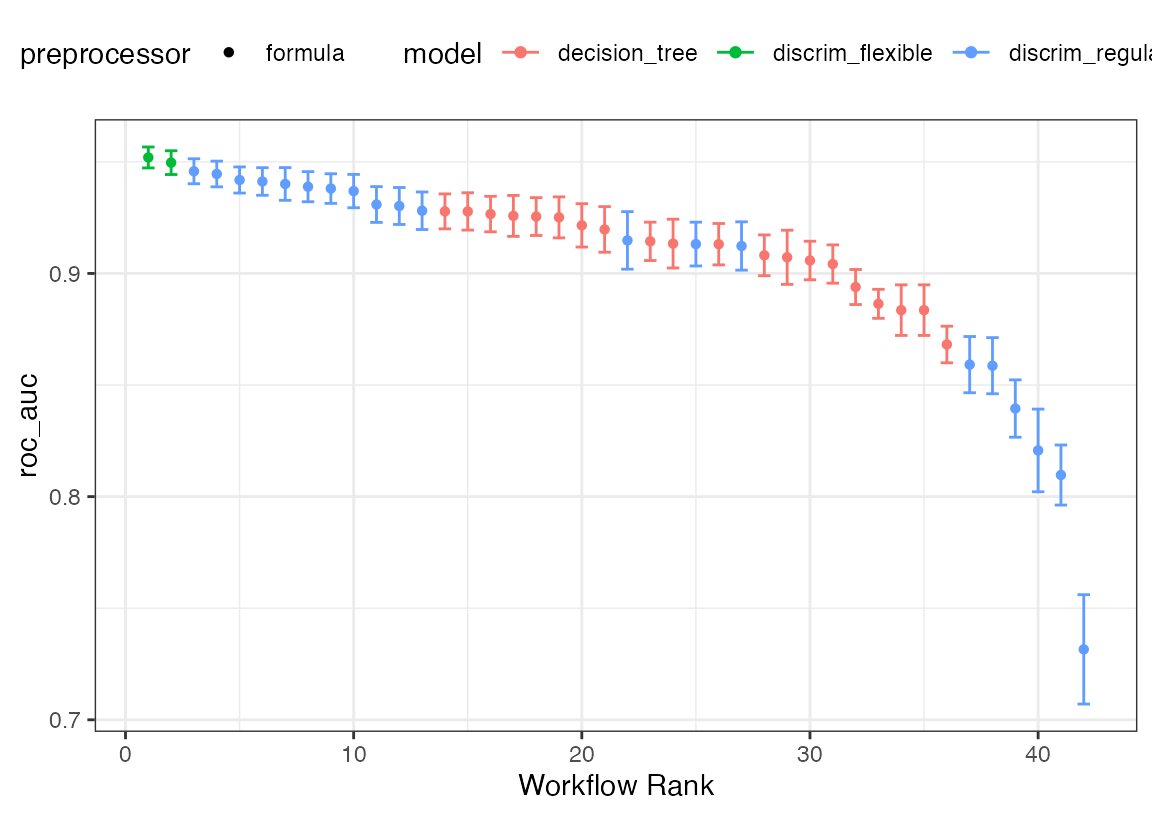 preprocessor formula model decision_tree discrim_flexible discrim_regula
0.9
0.8
0.7
roc_auc
0 10 20 30 40
Workflow Rank